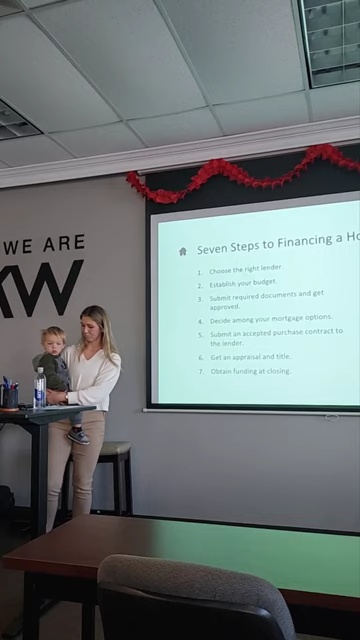 WE ARE
KW
Seven Steps to Financing a Ho
1. Choose the right lender.
2. Establish your budget.
3. Submit required documents and get
approved.
4. Decide among your mortgage options.
5. Submit an accepted purchase contract to
the lender.
6. Get an appraisal and title.
7. Obtain funding at closing.